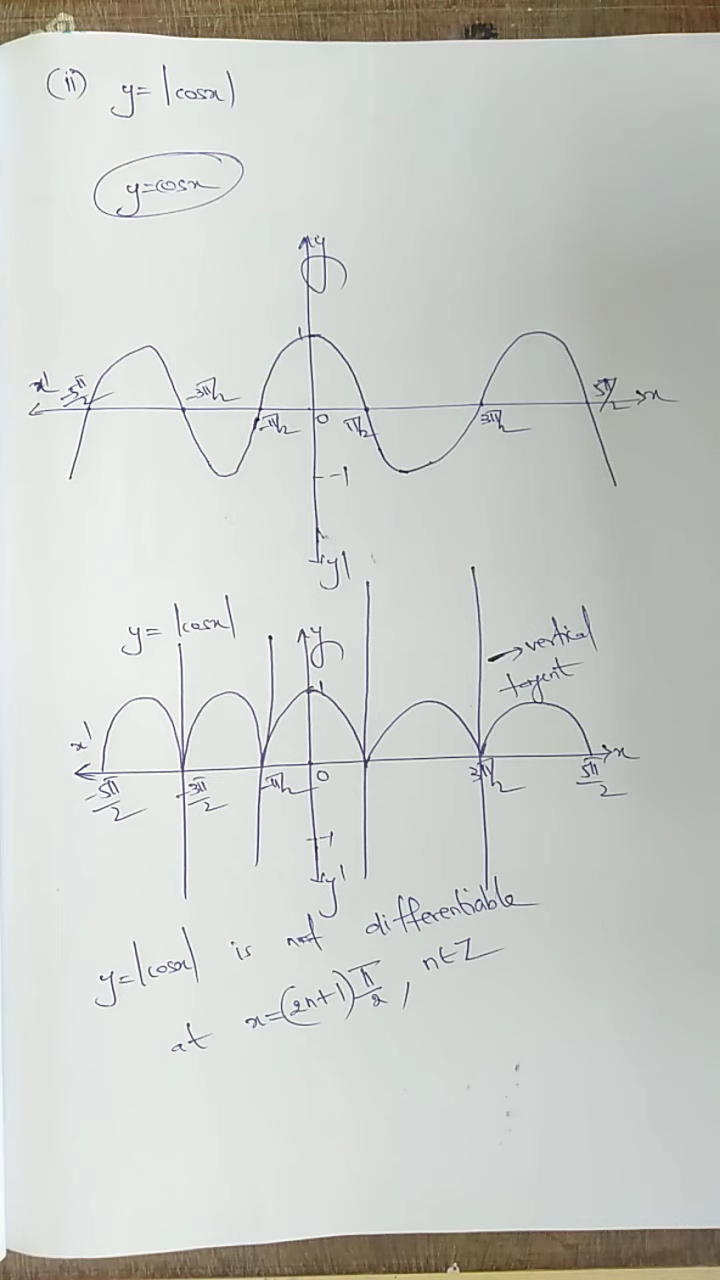 (ii) y = |cosx|
y=cosx
y
1
x' -5π/2 -3π/2 -π/2 0 π/2 3π/2 5π/2 x
-1
y'
y = |cosx|
y
→ vertical
tangent
1
x' x
-5π/2 -3π/2 -π/2 0 3π/2 5π/2
-1
y'
y=|cosx| is not differentiable
at x=(2n+1)π/2, n∈Z